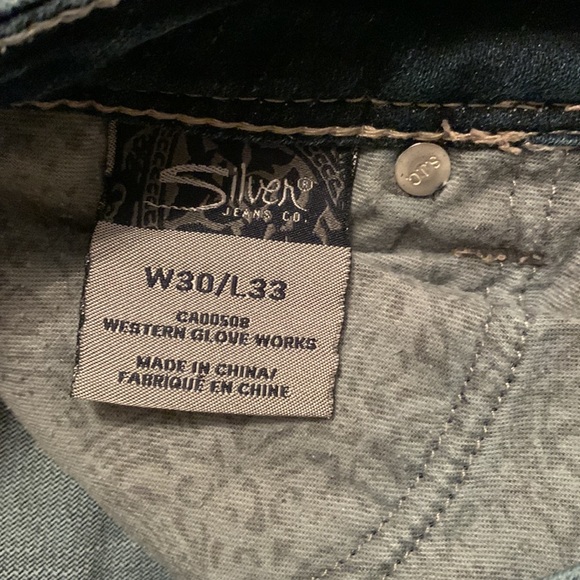 Silver®
JEANS CO.
S.J.C
W30/L33
CA00508
WESTERN GLOVE WORKS
MADE IN CHINA/
FABRIQUÉ EN CHINE